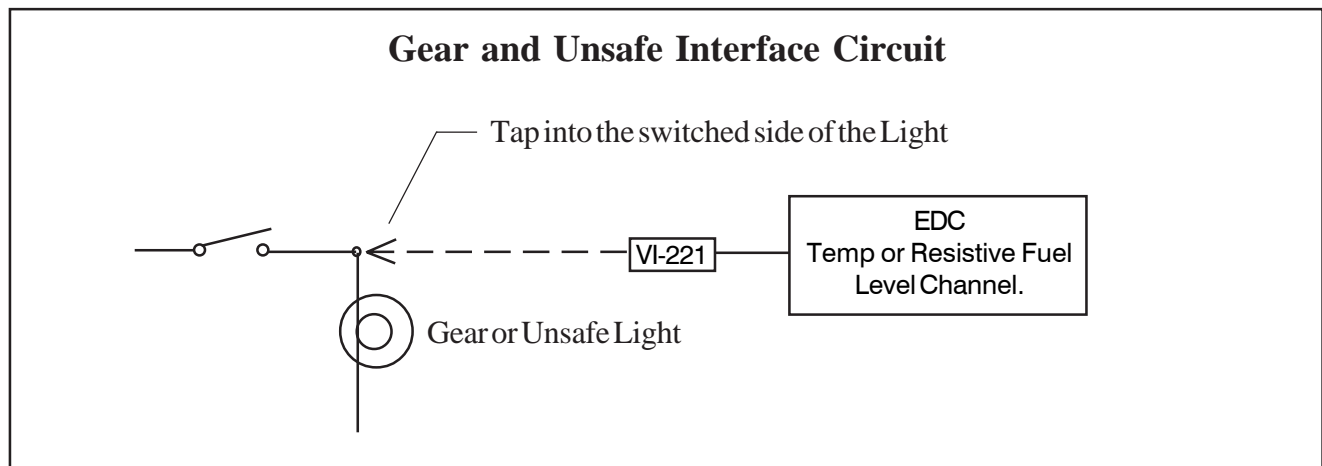 Gear and Unsafe Interface Circuit
Tap into the switched side of the Light
VI-221
EDC
Temp or Resistive Fuel
Level Channel.
Gear or Unsafe Light